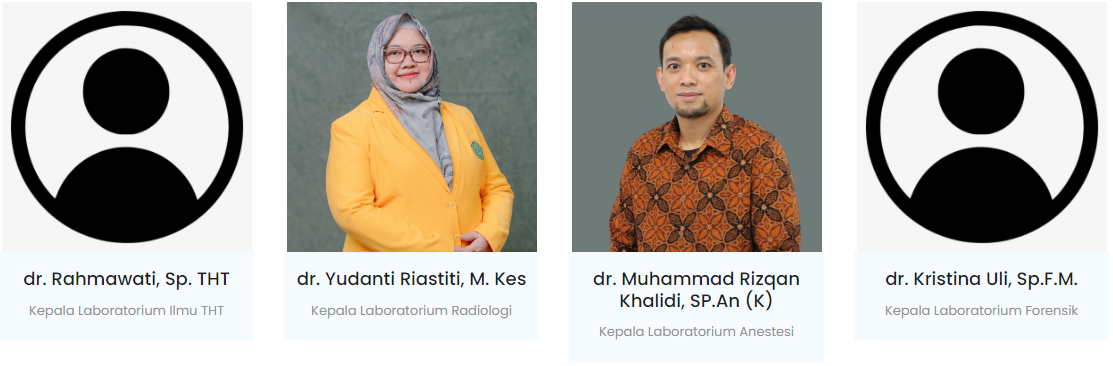 dr. Rahmawati, Sp. THT
Kepala Laboratorium Ilmu THT
dr. Yudanti Riastiti, M. Kes
Kepala Laboratorium Radiologi
dr. Muhammad Rizqan
Khalidi, SP.An (K)
Kepala Laboratorium Anestesi
dr. Kristina Uli, Sp.F.M.
Kepala Laboratorium Forensik